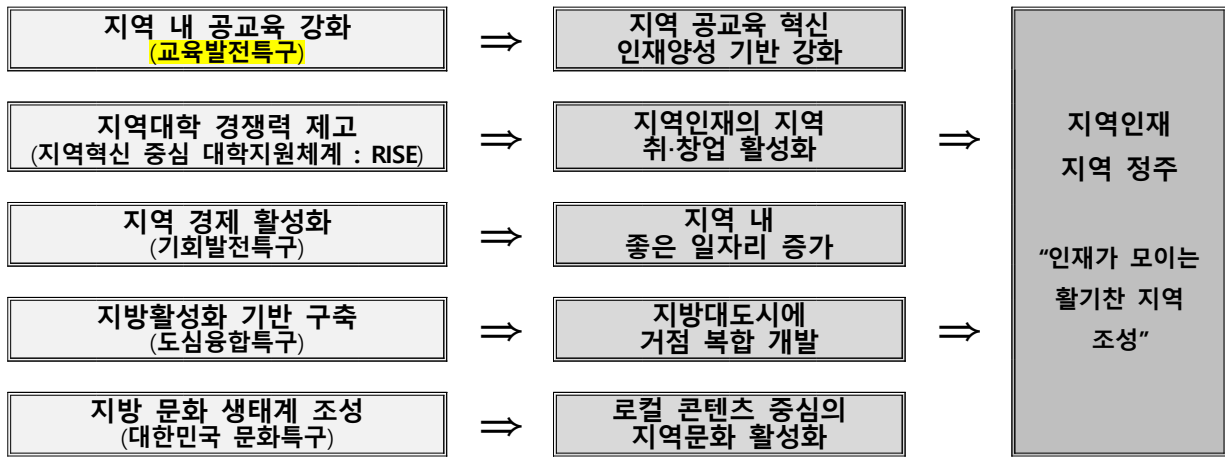 지역 내 공교육 강화
(교육발전특구)
⇒
지역 공교육 혁신
인재양성 기반 강화
지역대학 경쟁력 제고
(지역혁신 중심 대학지원체계 : RISE)
⇒
지역인재의 지역
취·창업 활성화
⇒
지역 경제 활성화
(기회발전특구)
⇒
지역 내
좋은 일자리 증가
지방활성화 기반 구축
(도심융합특구)
⇒
지방대도시에
거점 복합 개발
⇒
지방 문화 생태계 조성
(대한민국 문화특구)
⇒
로컬 콘텐츠 중심의
지역문화 활성화
지역인재
지역 정주
“인재가 모이는
활기찬 지역
조성”